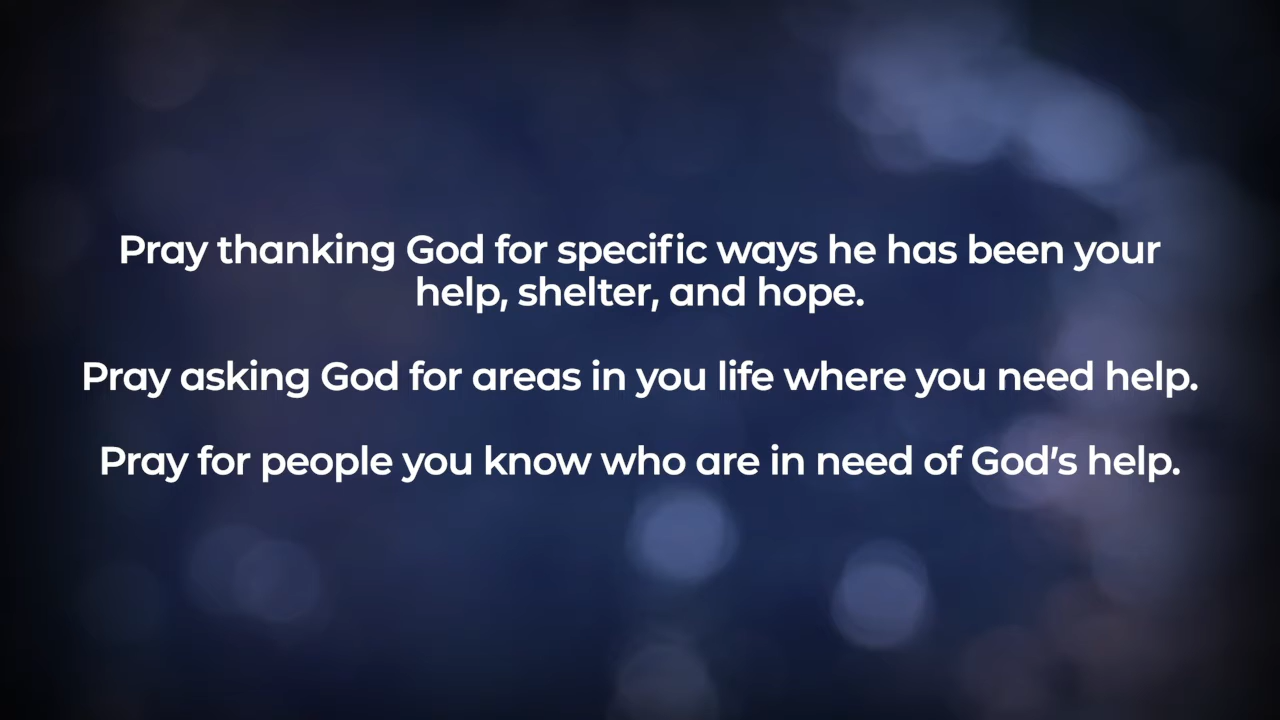 Pray thanking God for specific ways he has been your
help, shelter, and hope.
Pray asking God for areas in you life where you need help.
Pray for people you know who are in need of God's help.